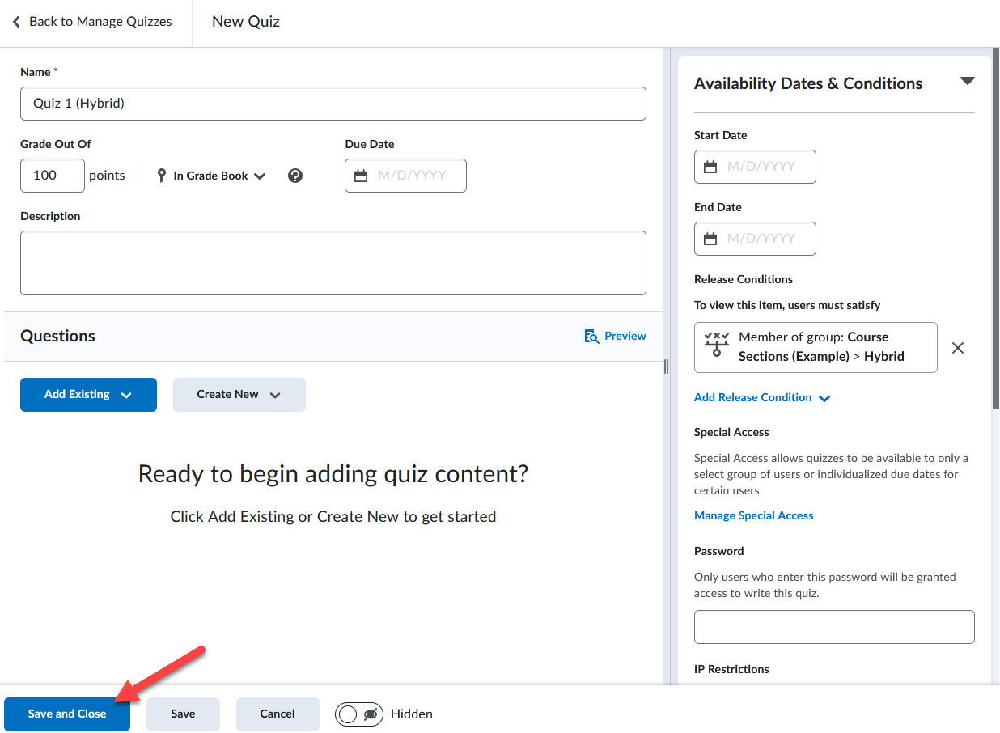 Back to Manage Quizzes
New Quiz
Name *
Quiz 1 (Hybrid)
Grade Out Of
100 points
In Grade Book
Due Date
M/D/YYYY
Description
Questions
Preview
Add Existing
Create New
Ready to begin adding quiz content?
Click Add Existing or Create New to get started
Availability Dates & Conditions
Start Date
M/D/YYYY
End Date
M/D/YYYY
Release Conditions
To view this item, users must satisfy
Member of group: Course
Sections (Example) > Hybrid
Add Release Condition
Special Access
Special Access allows quizzes to be available to only a
select group of users or individualized due dates for
certain users.
Manage Special Access
Password
Only users who enter this password will be granted
access to write this quiz.
IP Restrictions
Save and Close
Save
Cancel
Hidden